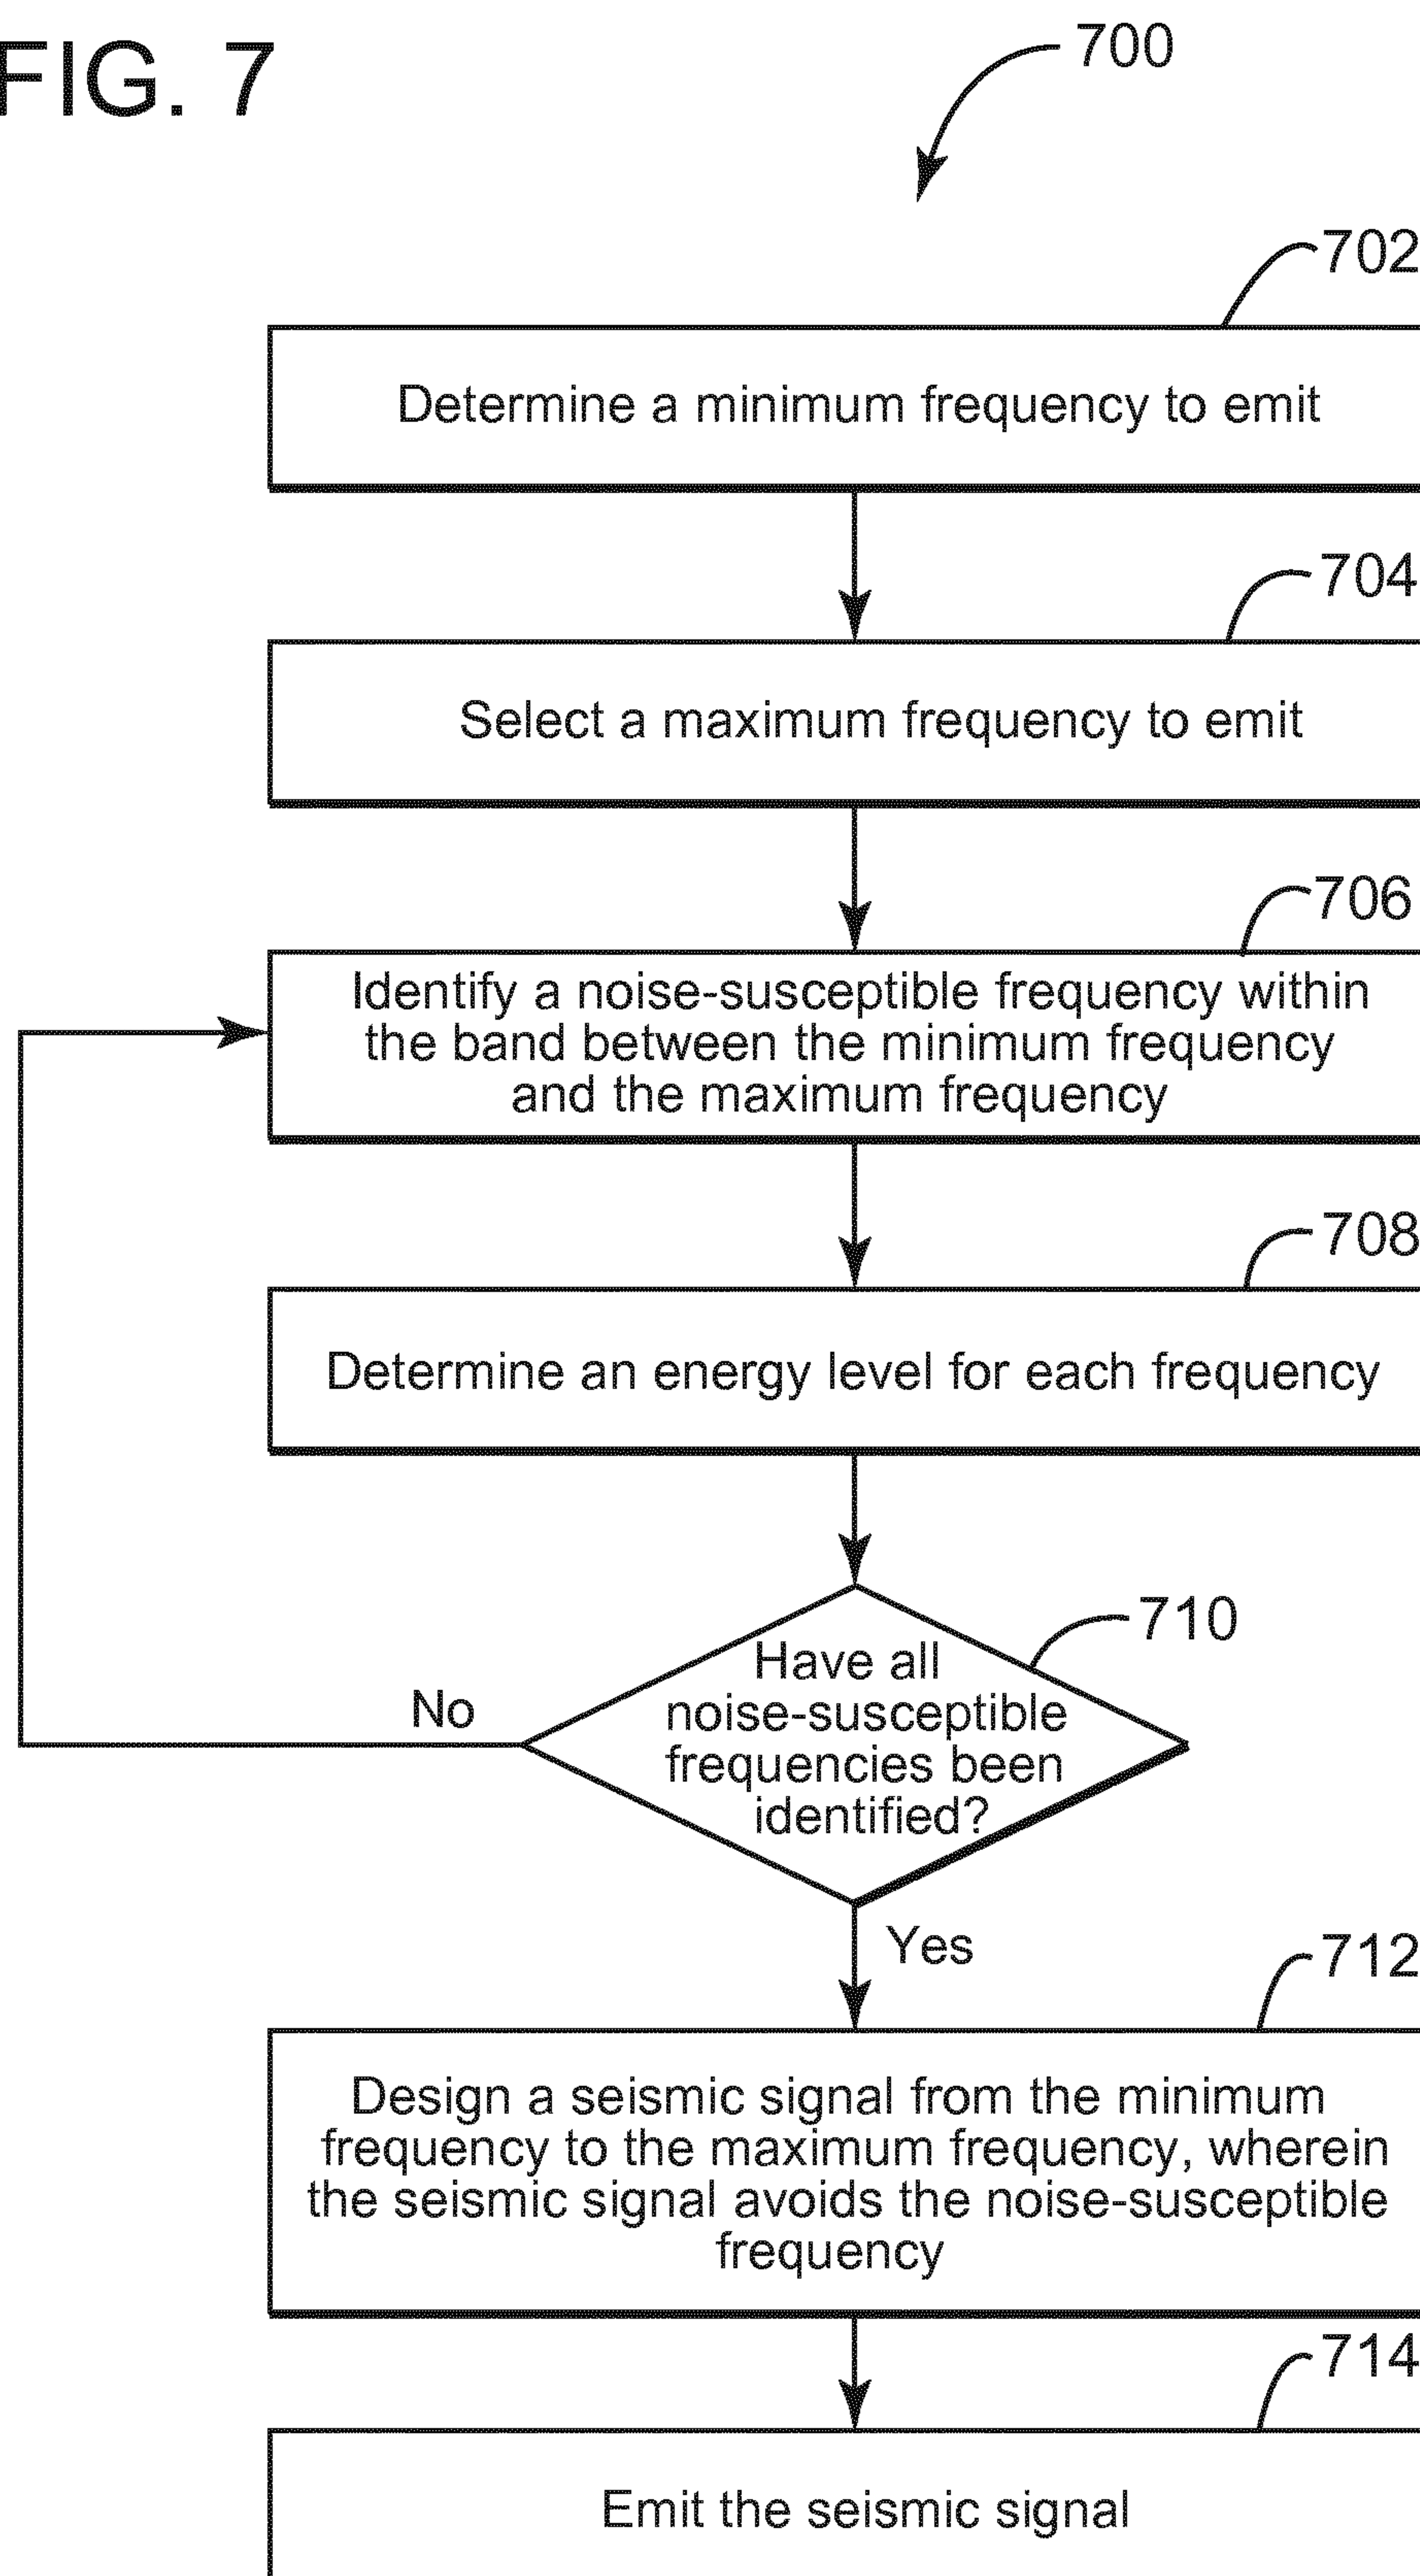 FIG. 7
700
702
Determine a minimum frequency to emit
704
Select a maximum frequency to emit
706
Identify a noise-susceptible frequency within
the band between the minimum frequency
and the maximum frequency
708
Determine an energy level for each frequency
710
Have all
noise-susceptible
frequencies been
identified?
No
Yes
712
Design a seismic signal from the minimum
frequency to the maximum frequency, wherein
the seismic signal avoids the noise-susceptible
frequency
714
Emit the seismic signal